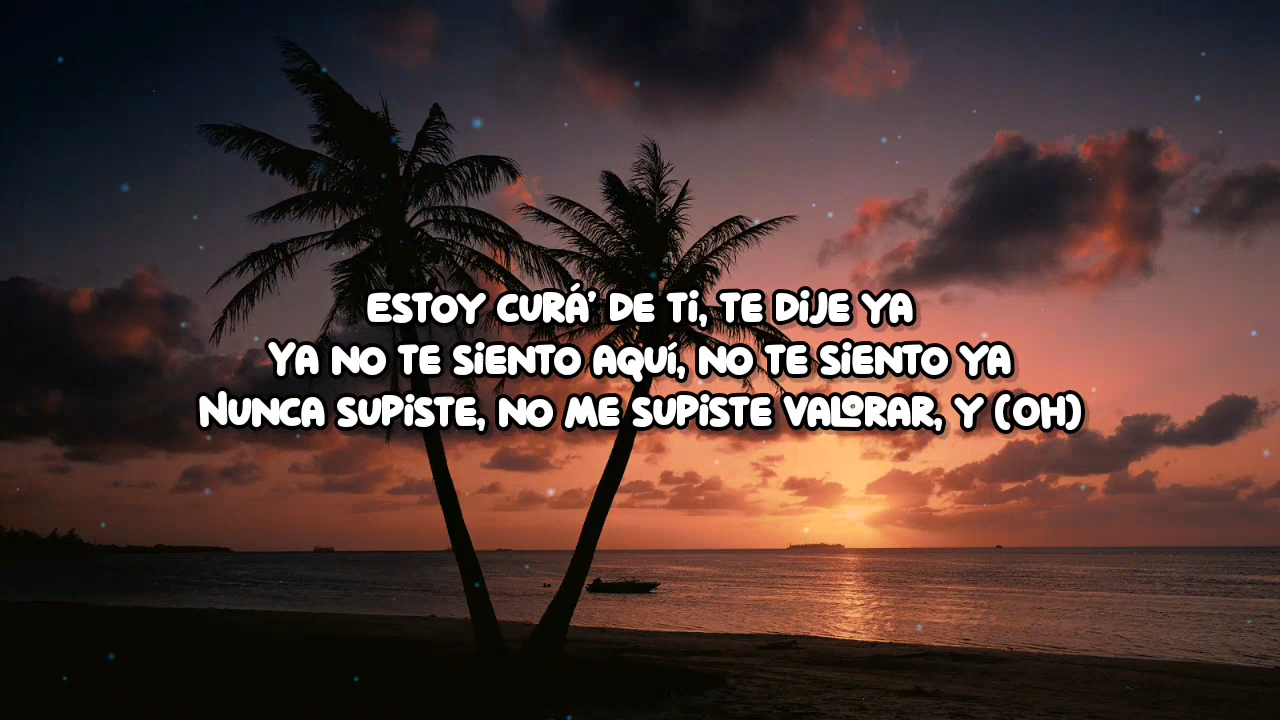 ESTOY CURÁ' DE TI, TE DIJE YA
YA NO TE SIENTO AQUÍ, NO TE SIENTO YA
NUNCA SUPISTE, NO ME SUPISTE VALORAR, Y (OH)